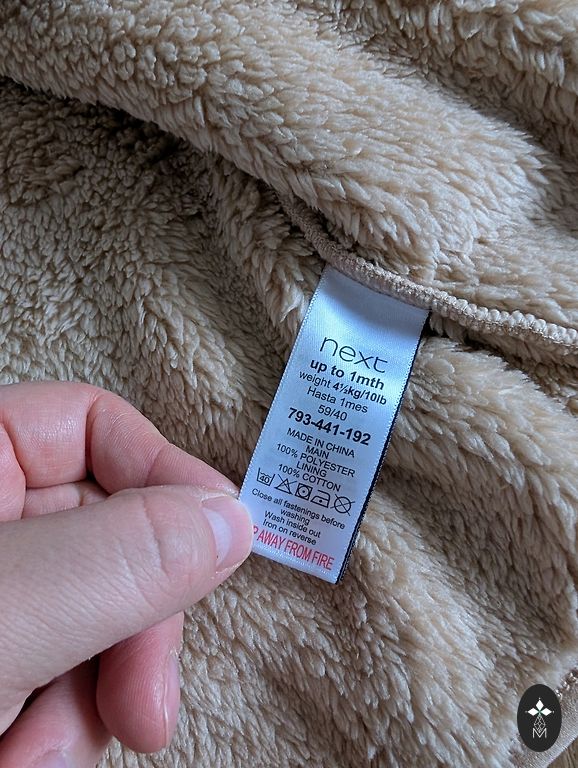 next
up to 1mth
weight 4½kg/10lb
Hasta 1mes
59/40
793-441-192
MADE IN CHINA
MAIN
100% POLYESTER
LINING
100% COTTON
40
Close all fastenings before
washing
Wash inside out
Iron on reverse
P AWAY FROM FIRE
M